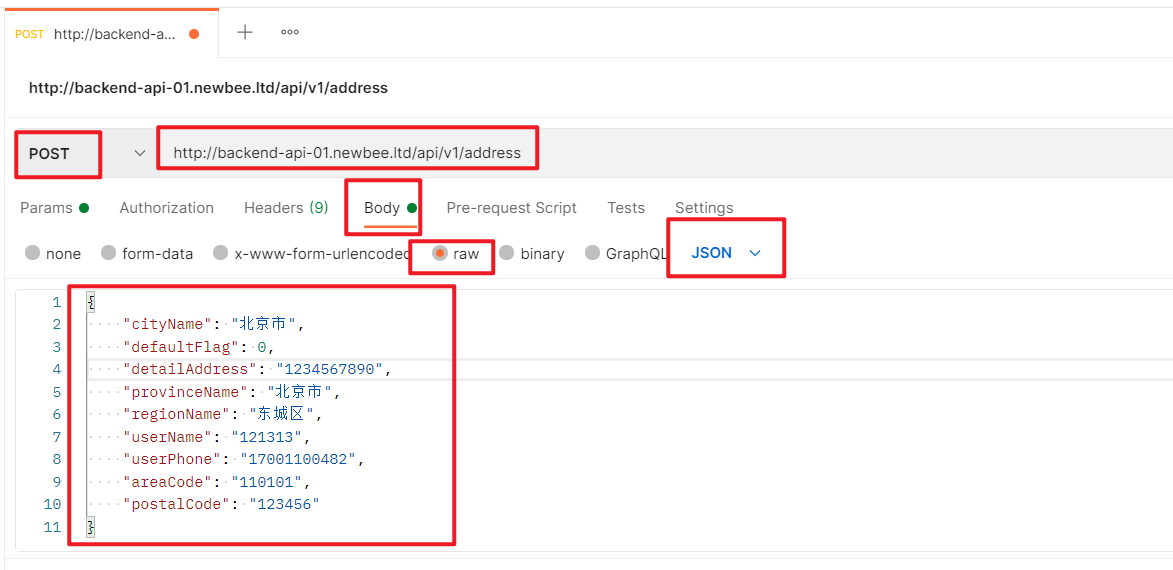 POST http://backend-a...
http://backend-api-01.newbee.ltd/api/v1/address
POST http://backend-api-01.newbee.ltd/api/v1/address
Params Authorization Headers (9) Body Pre-request Script Tests Settings
none form-data x-www-form-urlencoded raw binary GraphQL JSON
1 {
2 "cityName": "北京市",
3 "defaultFlag": 0,
4 "detailAddress": "1234567890",
5 "provinceName": "北京市",
6 "regionName": "东城区",
7 "userName": "121313",
8 "userPhone": "17001100482",
9 "areaCode": "110101",
10 "postalCode": "123456"
11 }